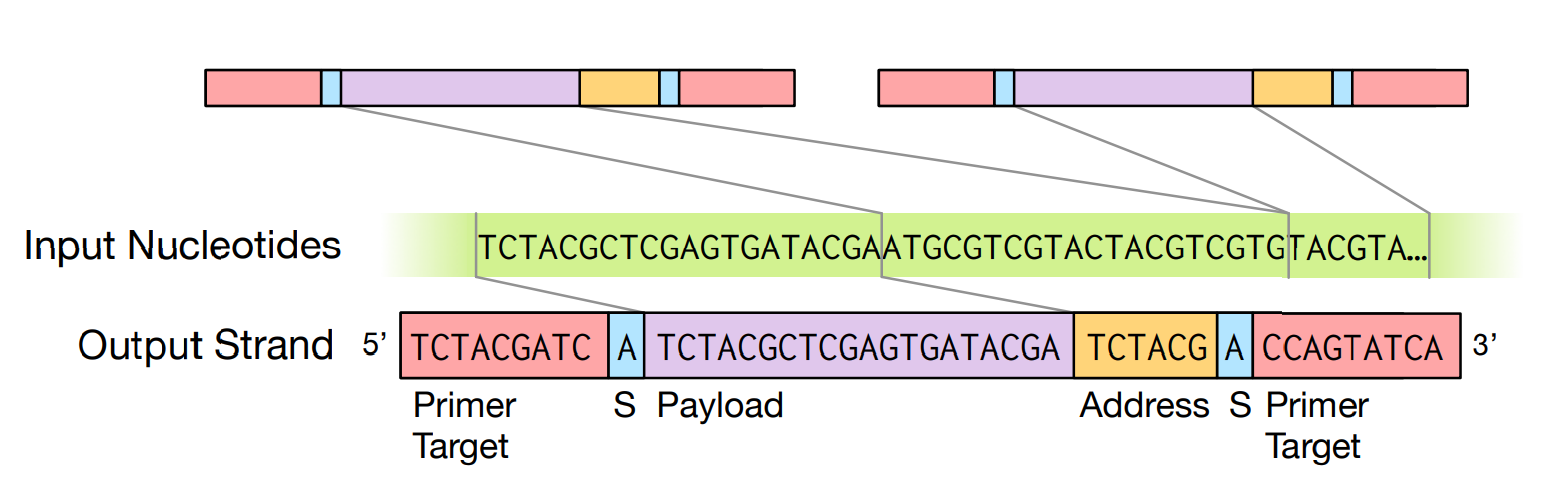 Input Nucleotides TCTACGCTCGAGTGATACGAATGCGTCGTACTACGTCGTGTACGTA...
Output Strand 5’ TCTACGATC A TCTACGCTCGAGTGATACGA TCTACG A CCAGTATCA 3’
Primer Target S Payload Address S Primer Target